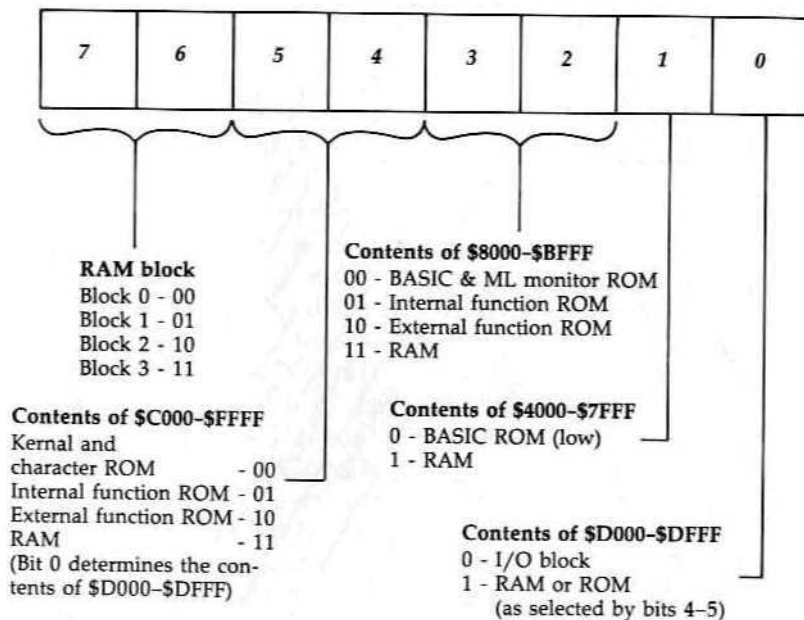 7 6 5 4 3 2 1 0
RAM block
Block 0 - 00
Block 1 - 01
Block 2 - 10
Block 3 - 11
Contents of $C000–$FFFF
Kernal and
character ROM - 00
Internal function ROM - 01
External function ROM - 10
RAM - 11
(Bit 0 determines the con-
tents of $D000–$DFFF)
Contents of $8000–$BFFF
00 - BASIC & ML monitor ROM
01 - Internal function ROM
10 - External function ROM
11 - RAM
Contents of $4000–$7FFF
0 - BASIC ROM (low)
1 - RAM
Contents of $D000–$DFFF
0 - I/O block
1 - RAM or ROM
(as selected by bits 4–5)